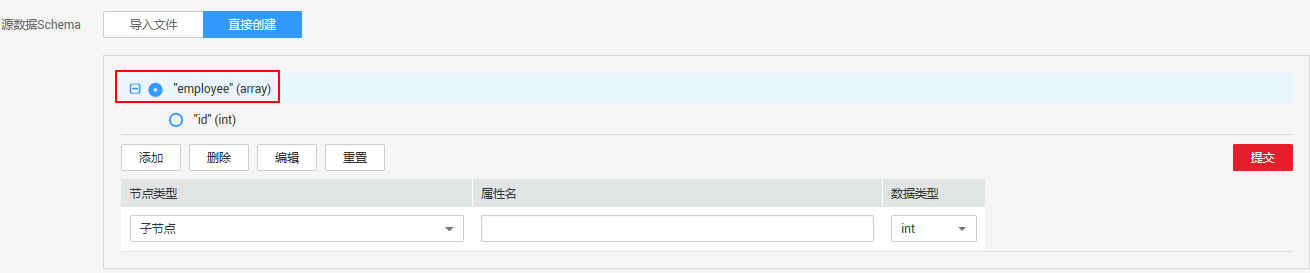 源数据Schema 导入文件 直接创建
"employee" (array)
"id" (int)
添加 删除 编辑 重置 提交
节点类型 属性名 数据类型
子节点 int